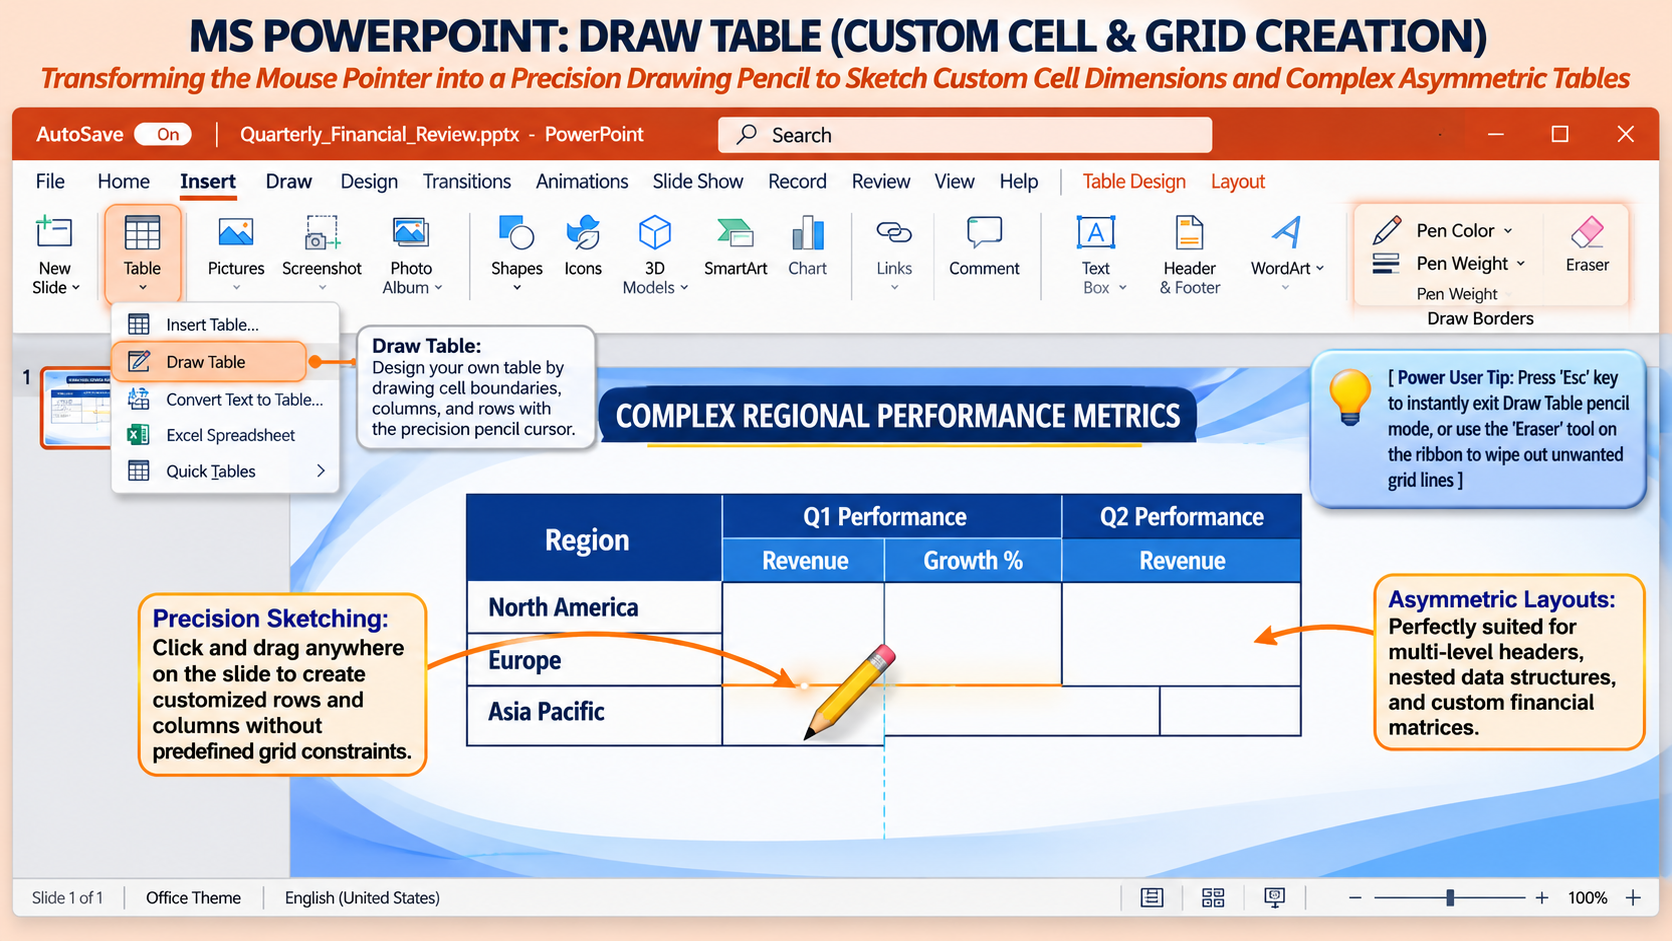 MS POWERPOINT: DRAW TABLE (CUSTOM CELL & GRID CREATION)
Transforming the Mouse Pointer into a Precision Drawing Pencil to Sketch Custom Cell Dimensions and Complex Asymmetric Tables
AutoSave On Quarterly_Financial_Review.pptx - PowerPoint Search
File Home Insert Draw Design Transitions Animations Slide Show Record Review View Help Table Design Layout
New Slide
Table
Pictures
Screenshot
Photo Album
Shapes
Icons
3D Models
SmartArt
Chart
Links
Comment
Text Box
Header & Footer
WordArt
Pen Color
Pen Weight
Pen Weight
Eraser
Draw Borders
Insert Table...
Draw Table
Convert Text to Table...
Excel Spreadsheet
Quick Tables
Draw Table:
Design your own table by
drawing cell boundaries,
columns, and rows with
the precision pencil cursor.
1
COMPLEX REGIONAL PERFORMANCE METRICS
[ Power User Tip: Press 'Esc' key
to instantly exit Draw Table pencil
mode, or use the 'Eraser' tool on
the ribbon to wipe out unwanted
grid lines ]
Region
Q1 Performance
Q2 Performance
Revenue
Growth %
Revenue
North America
Europe
Asia Pacific
Precision Sketching:
Click and drag anywhere
on the slide to create
customized rows and
columns without
predefined grid constraints.
Asymmetric Layouts:
Perfectly suited for
multi-level headers,
nested data structures,
and custom financial
matrices.
Slide 1 of 1 Office Theme English (United States) 100%